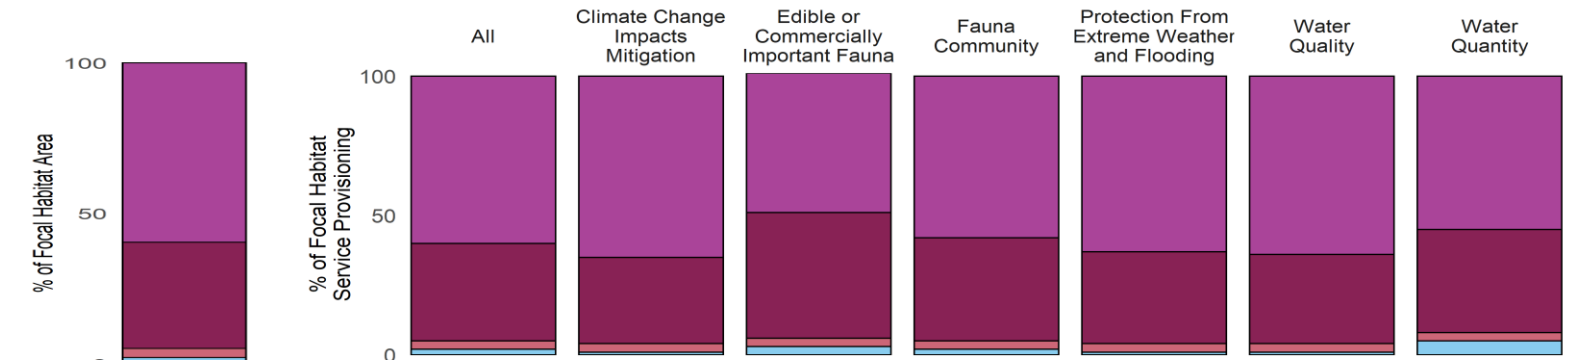 % of Focal Habitat Area
100
50
% of Focal Habitat
Service Provisioning
100
50
0
All
Climate Change
Impacts
Mitigation
Edible or
Commercially
Important Fauna
Fauna
Community
Protection From
Extreme Weather
and Flooding
Water
Quality
Water
Quantity